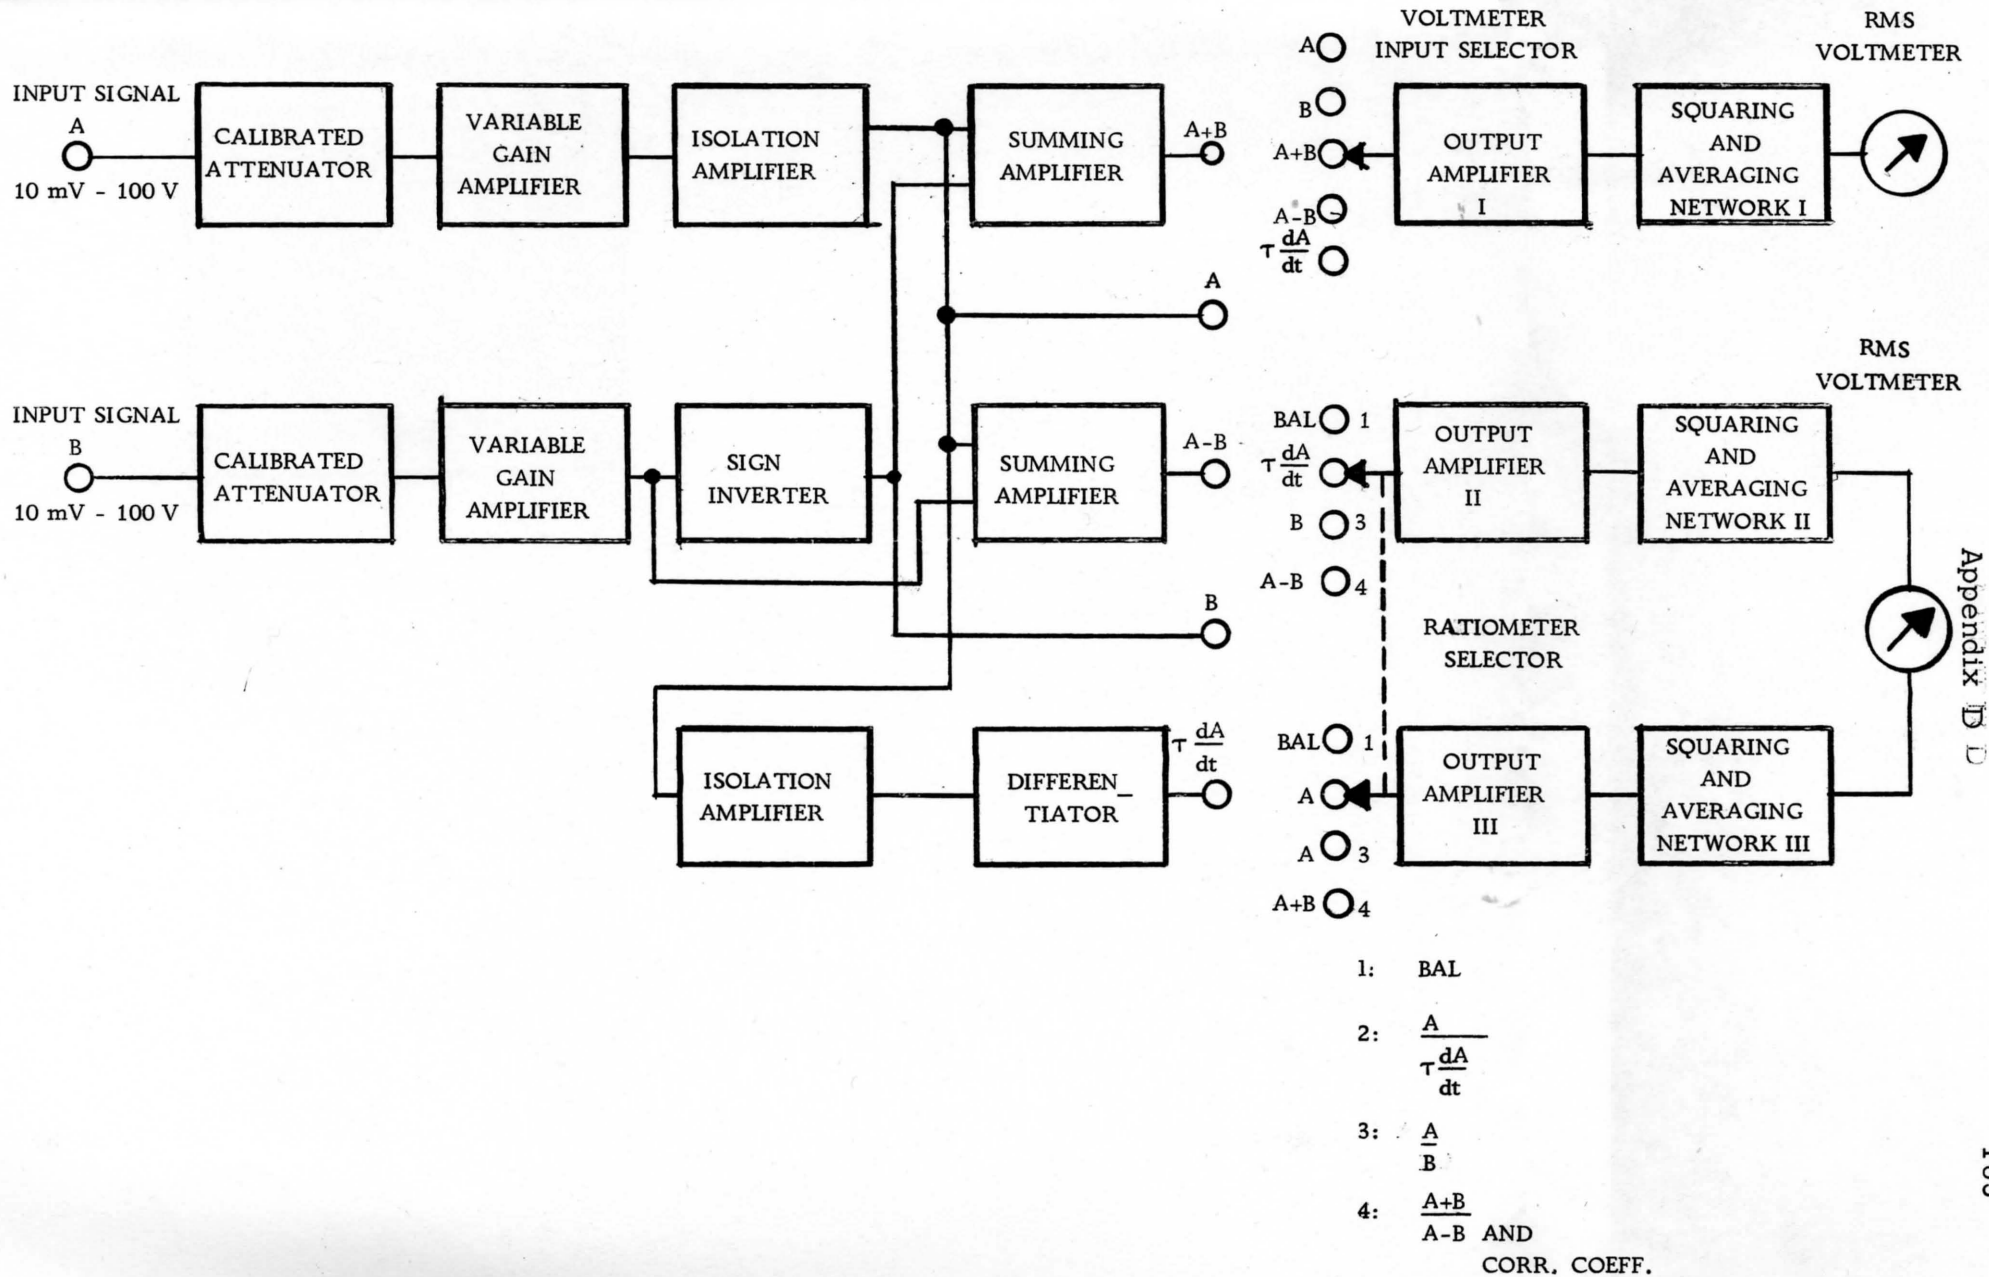 INPUT SIGNAL
A
10 mV - 100 V
CALIBRATED
ATTENUATOR
VARIABLE
GAIN
AMPLIFIER
ISOLATION
AMPLIFIER
SUMMING
AMPLIFIER
A+B
A
VOLTMETER
INPUT SELECTOR
A
B
A+B
A-B
τ dA
dt
OUTPUT
AMPLIFIER
I
SQUARING
AND
AVERAGING
NETWORK I
RMS
VOLTMETER
INPUT SIGNAL
B
10 mV - 100 V
CALIBRATED
ATTENUATOR
VARIABLE
GAIN
AMPLIFIER
SIGN
INVERTER
SUMMING
AMPLIFIER
A-B
B
BAL 1
τ dA
dt
B 3
A-B 4
OUTPUT
AMPLIFIER
II
SQUARING
AND
AVERAGING
NETWORK II
RMS
VOLTMETER
RATIOMETER
SELECTOR
ISOLATION
AMPLIFIER
DIFFEREN_
TIATOR
τ dA
dt
BAL 1
A
A 3
A+B 4
OUTPUT
AMPLIFIER
III
SQUARING
AND
AVERAGING
NETWORK III
1: BAL
2: A
τ dA
dt
3: A
B
4: A+B
A-B AND
CORR. COEFF.
Appendix D